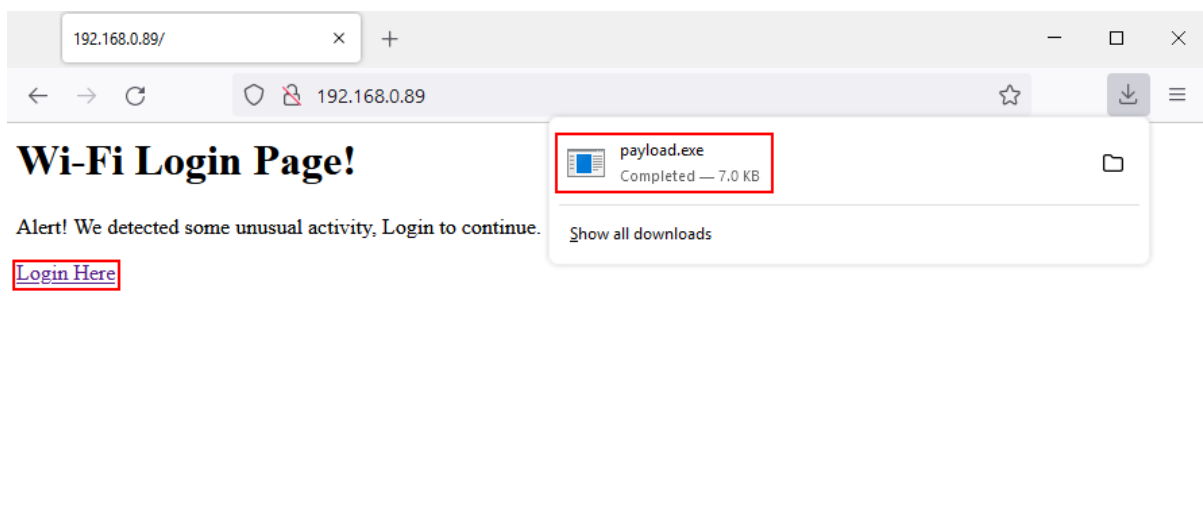 192.168.0.89/
192.168.0.89
Wi-Fi Login Page!
Alert! We detected some unusual activity, Login to continue.
Login Here
payload.exe
Completed — 7.0 KB
Show all downloads